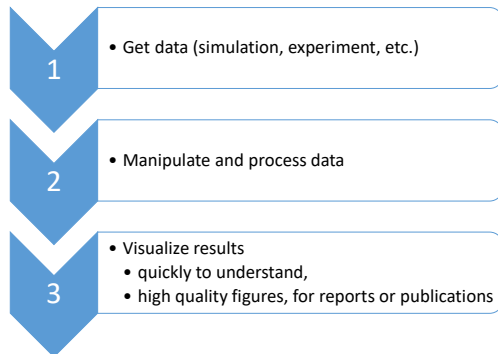 1
• Get data (simulation, experiment, etc.)
2
• Manipulate and process data
3
• Visualize results
• quickly to understand,
• high quality figures, for reports or publications